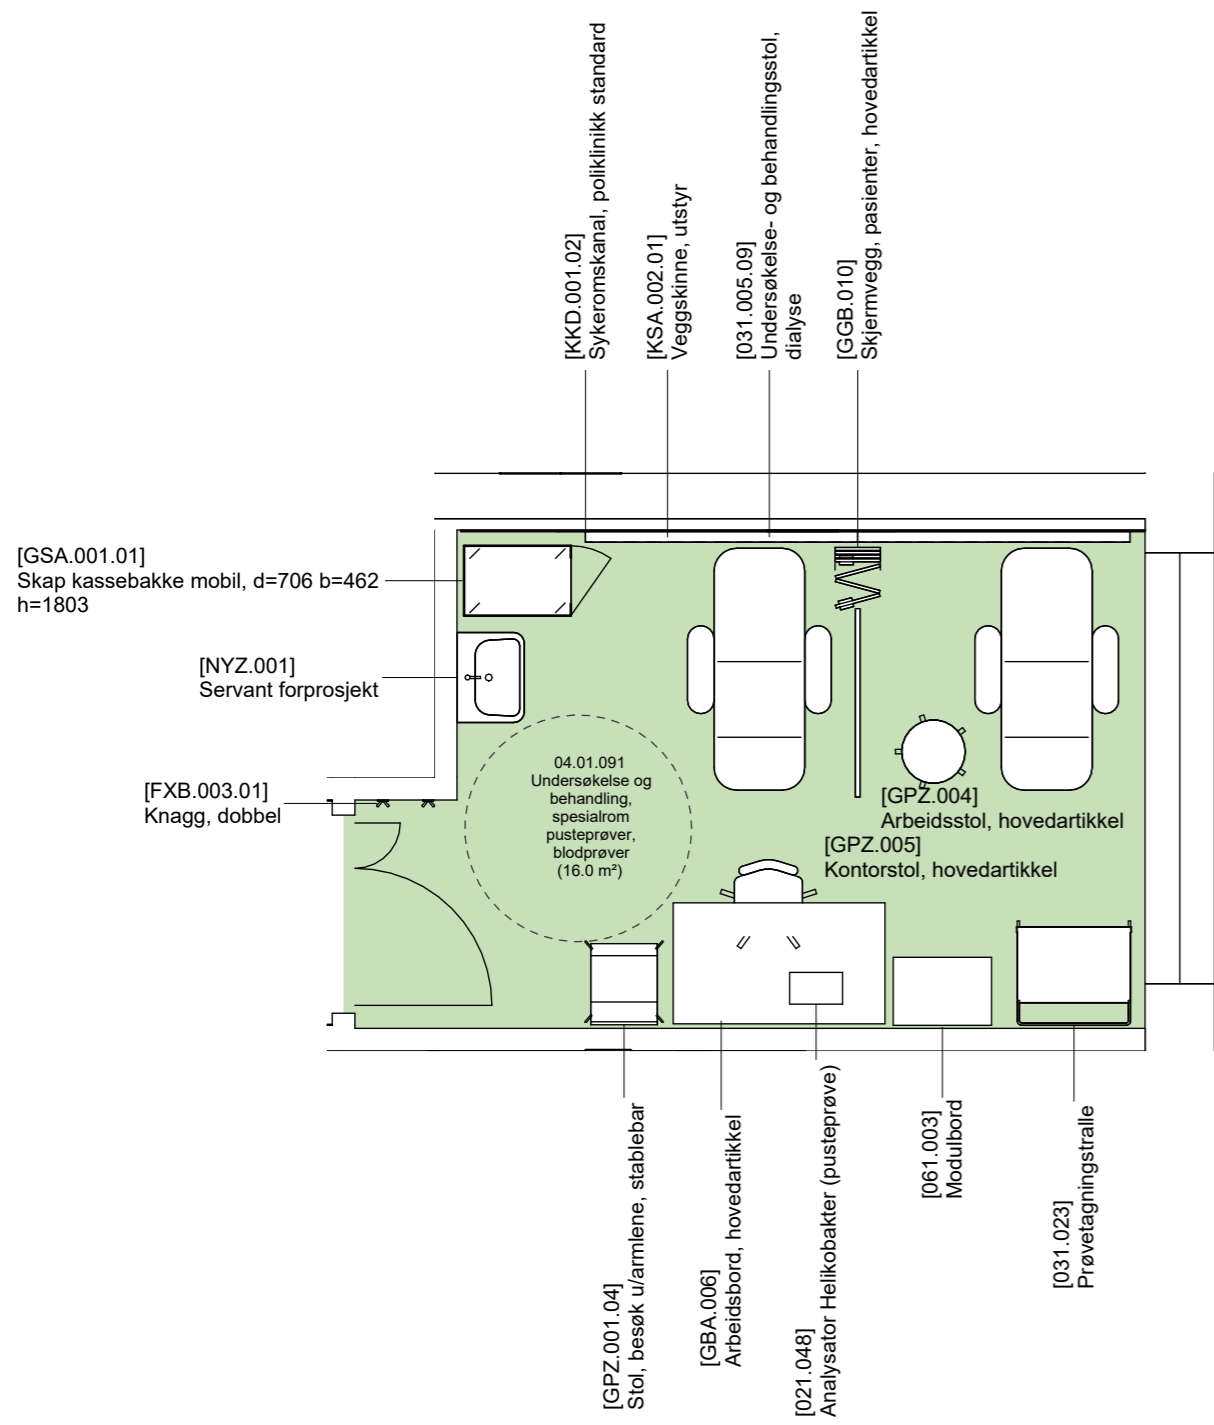 [KKD.001.02]
Sykeromskanal, poliklinikk standard
[KSA.002.01]
Veggskinne, utstyr
[031.005.09]
Undersøkelse- og behandlingsstol,
dialyse
[GGB.010]
Skjermvegg, pasienter, hovedartikkel
[GSA.001.01]
Skap kassebakke mobil, d=706 b=462
h=1803
[NYZ.001]
Servant forprosjekt
[FXB.003.01]
Knagg, dobbel
04.01.091
Undersøkelse og
behandling,
spesialrom
pusteprøver,
blodprøver
(16.0 m²)
[GPZ.004]
Arbeidsstol, hovedartikkel
[GPZ.005]
Kontorstol, hovedartikkel
[GPZ.001.04]
Stol, besøk u/armlene, stablebar
[GBA.006]
Arbeidsbord, hovedartikkel
[021.048]
Analysator Helikobakter (pusteprøve)
[061.003]
Modulbord
[031.023]
Prøvetagningstralle